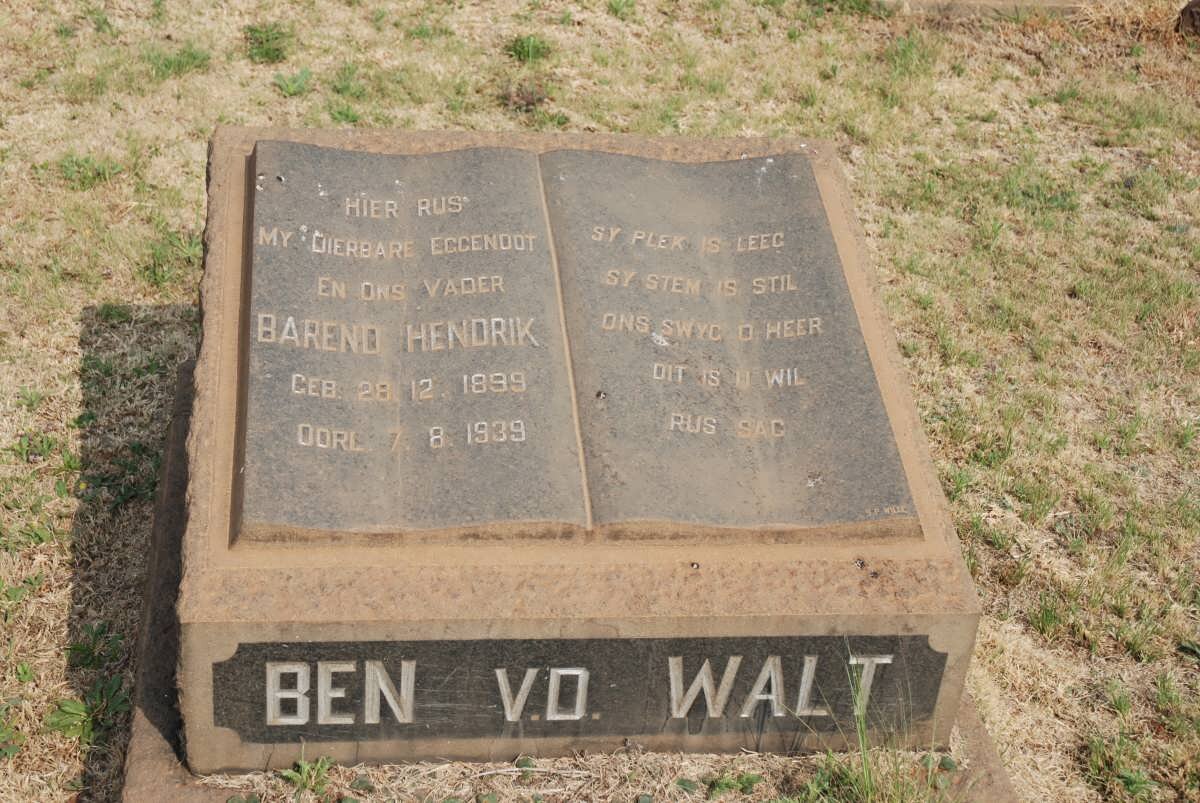 HIER RUS
MY DIERBARE EGGENOOT
EN ONS VADER
BAREND HENDRIK
GEB. 28. 12. 1899
OORL. 7. 8. 1939
SY PLEK IS LEEG
SY STEM IS STIL
ONS SWYG O HEER
DIT IS U WIL
RUS SAG
BEN V.D. WALT